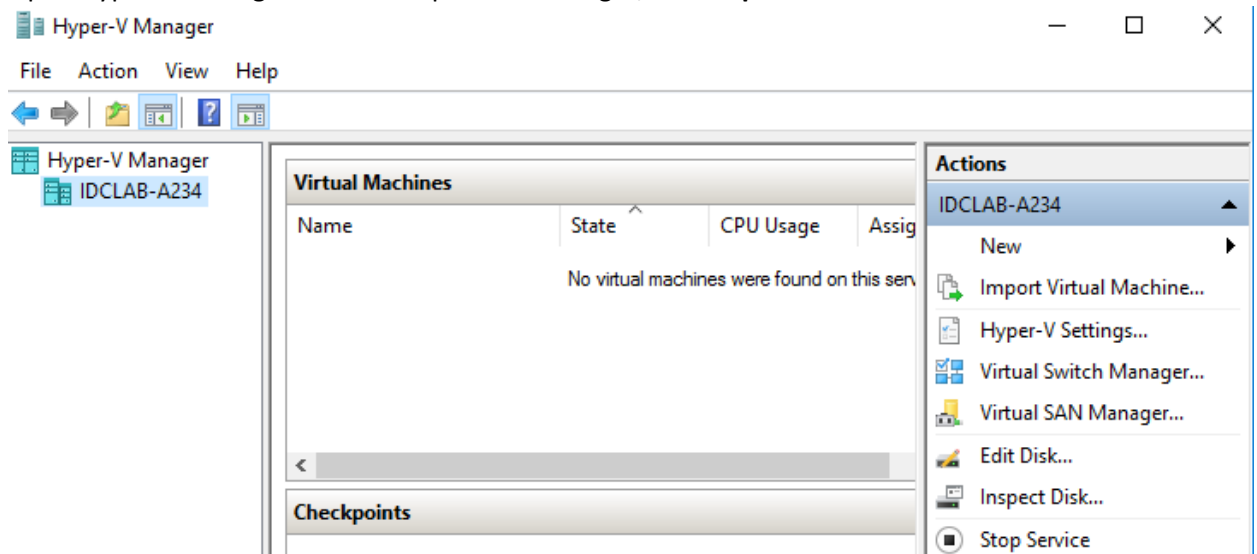 Hyper-V Manager
File Action View Help
Hyper-V Manager
IDCLAB-A234
Virtual Machines
Name State CPU Usage Assig
No virtual machines were found on this serv
Checkpoints
Actions
IDCLAB-A234
New
Import Virtual Machine...
Hyper-V Settings...
Virtual Switch Manager...
Virtual SAN Manager...
Edit Disk...
Inspect Disk...
Stop Service